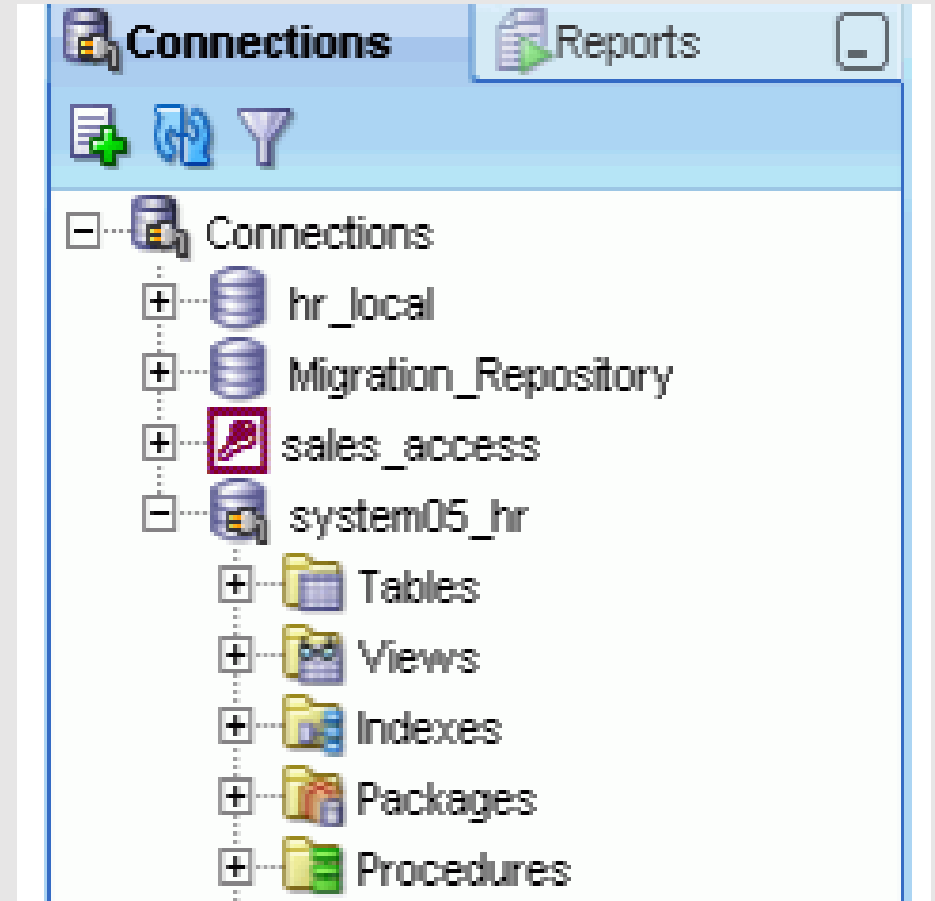 Connections Reports
Connections
hr_local
Migration_Repository
sales_access
system05_hr
Tables
Views
Indexes
Packages
Procedures